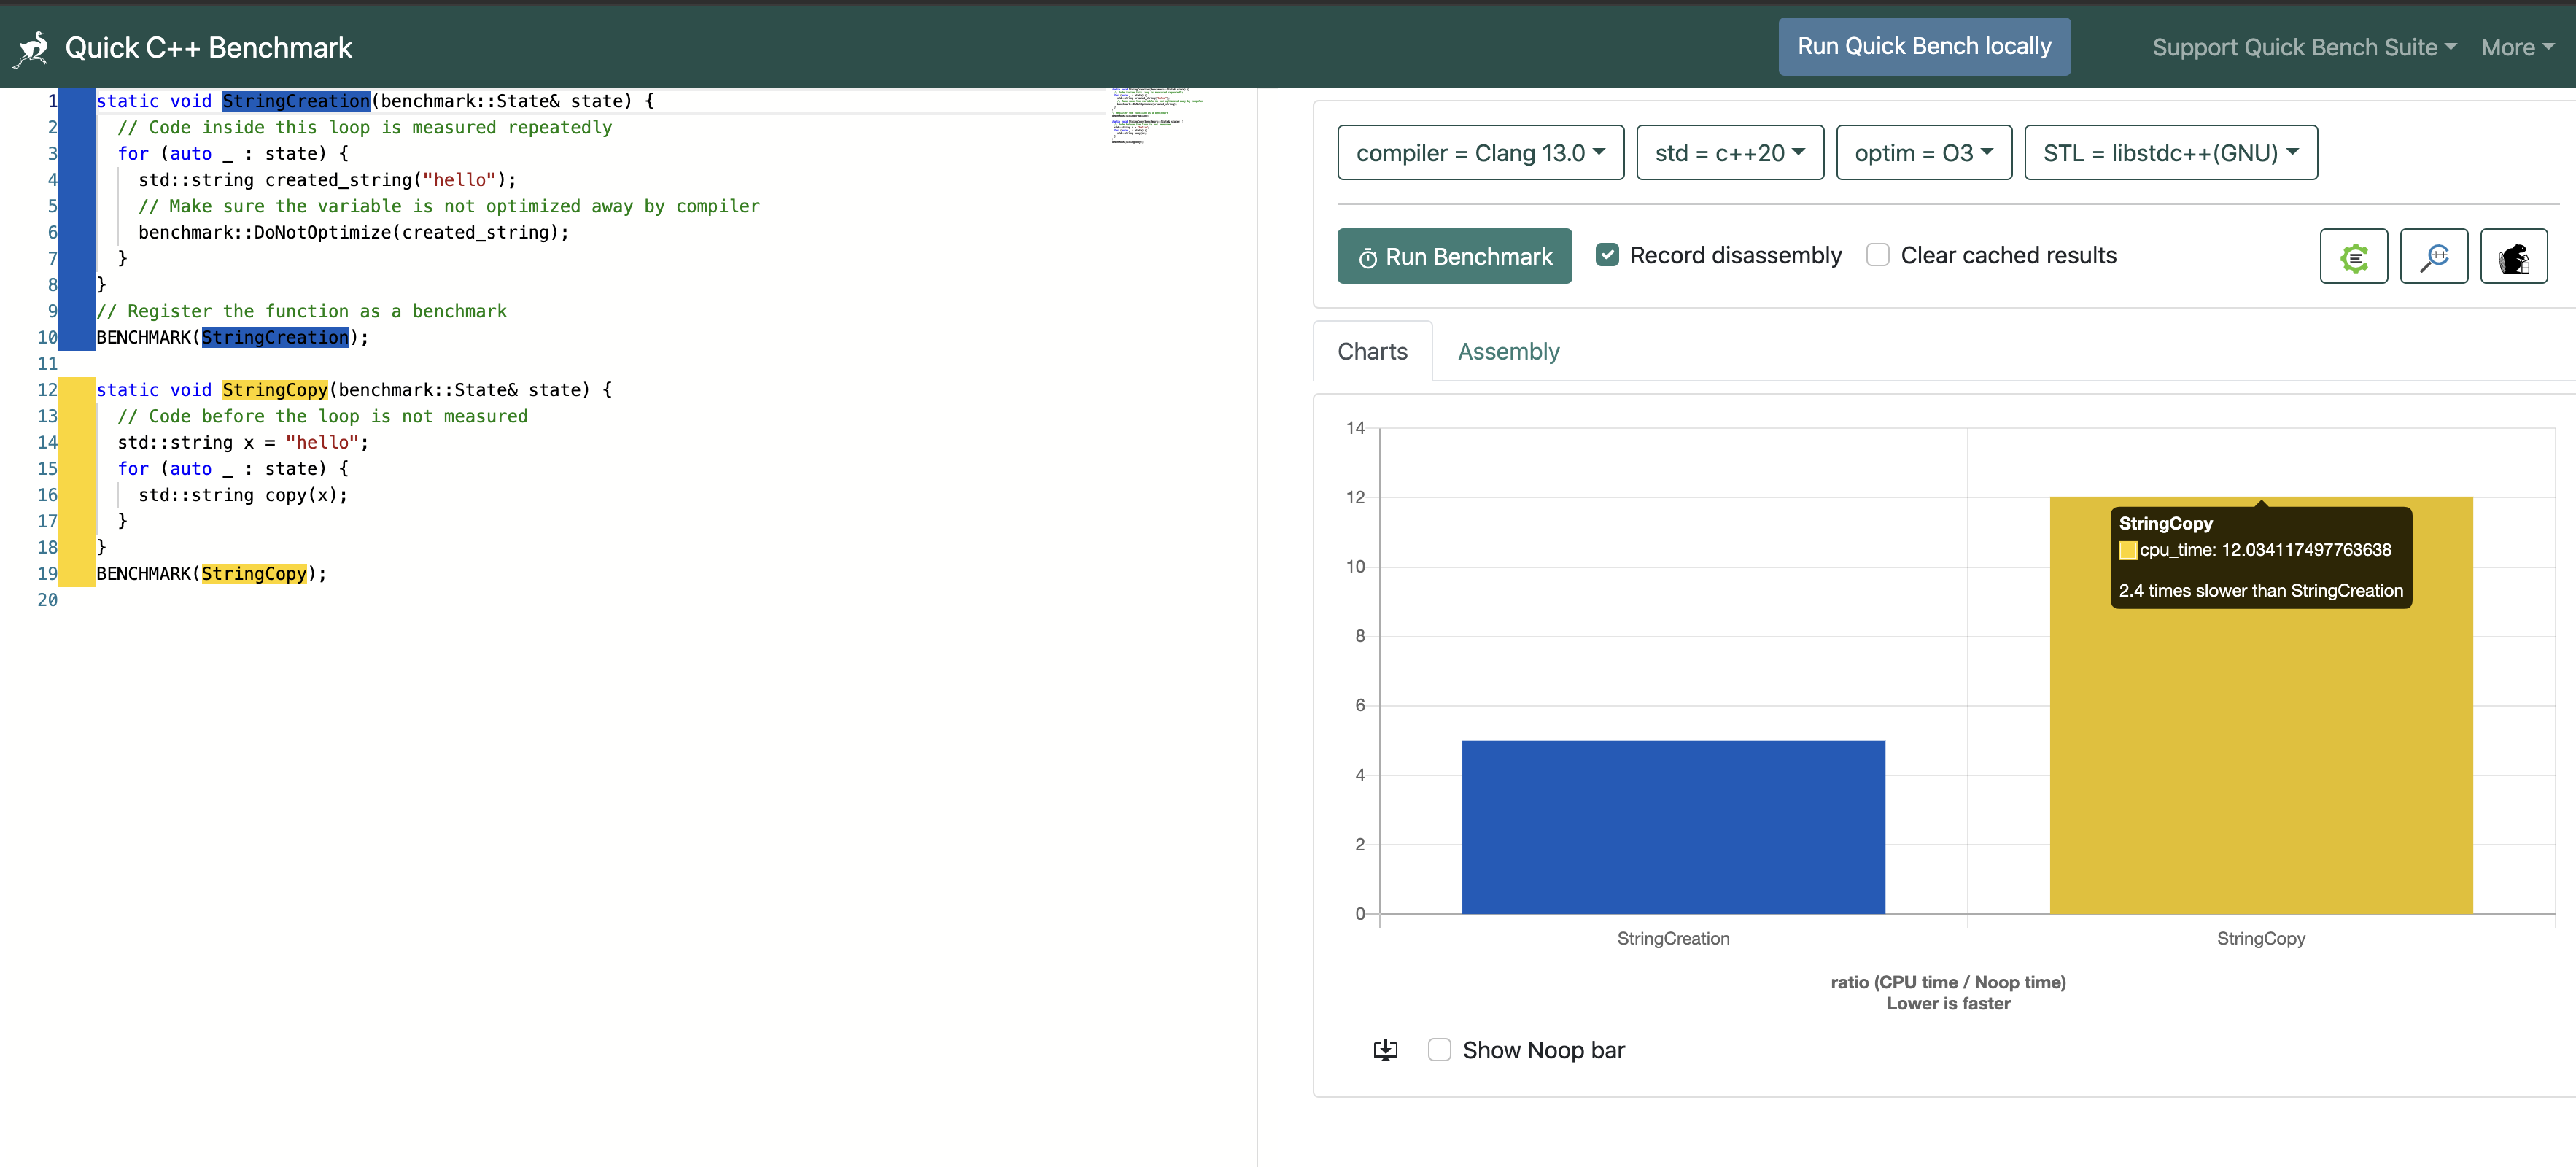 Quick C++ Benchmark
Run Quick Bench locally
Support Quick Bench Suite
More
1 static void StringCreation(benchmark::State& state) {
2   // Code inside this loop is measured repeatedly
3   for (auto _ : state) {
4     std::string created_string("hello");
5     // Make sure the variable is not optimized away by compiler
6     benchmark::DoNotOptimize(created_string);
7   }
8 }
9 // Register the function as a benchmark
10 BENCHMARK(StringCreation);
11
12 static void StringCopy(benchmark::State& state) {
13   // Code before the loop is not measured
14   std::string x = "hello";
15   for (auto _ : state) {
16     std::string copy(x);
17   }
18 }
19 BENCHMARK(StringCopy);
20
compiler = Clang 13.0
std = c++20
optim = O3
STL = libstdc++(GNU)
Run Benchmark
Record disassembly
Clear cached results
Charts
Assembly
14
12
10
8
6
4
2
0
StringCopy
cpu_time: 12.034117497763638
2.4 times slower than StringCreation
StringCreation
StringCopy
ratio (CPU time / Noop time)
Lower is faster
Show Noop bar